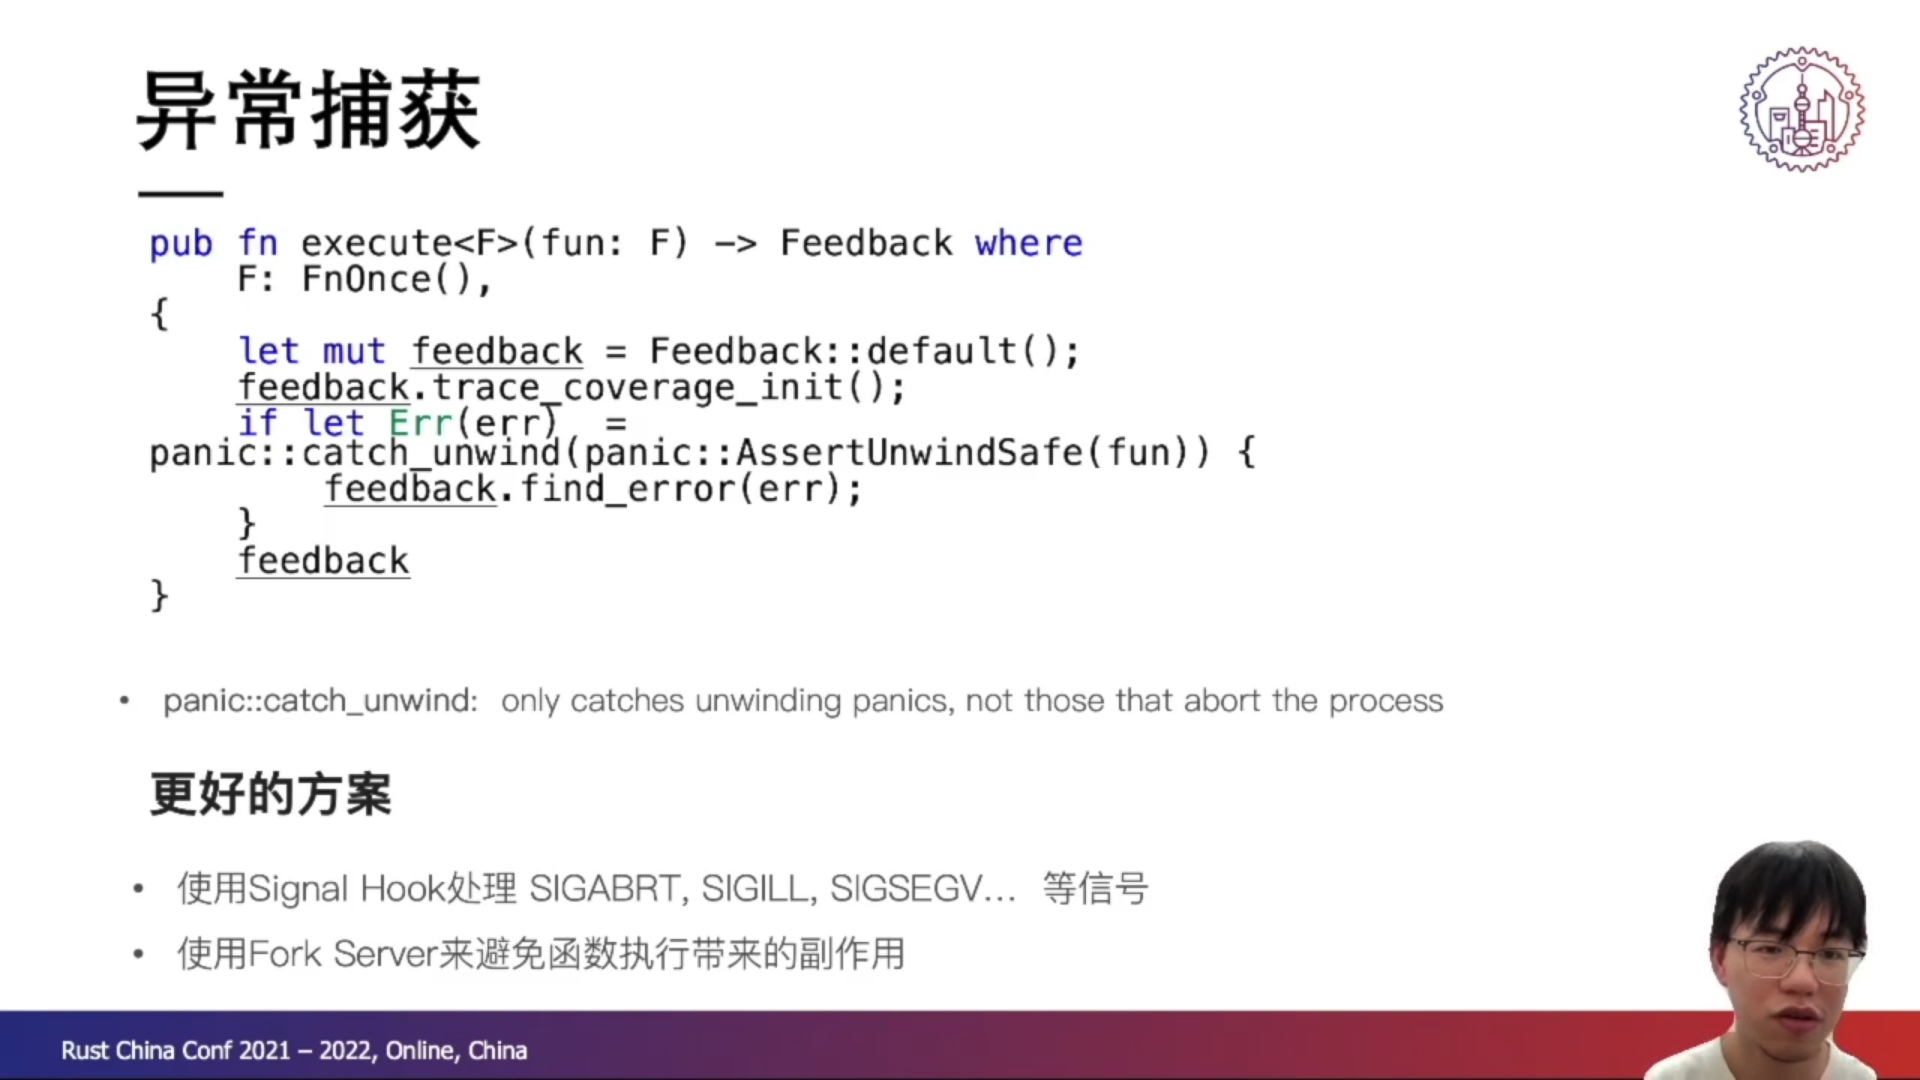 异常捕获
pub fn execute<F>(fun: F) -> Feedback where
    F: FnOnce(),
{
    let mut feedback = Feedback::default();
    feedback.trace_coverage_init();
    if let Err(err)  =
panic::catch_unwind(panic::AssertUnwindSafe(fun)) {
        feedback.find_error(err);
    }
    feedback
}
• panic::catch_unwind: only catches unwinding panics, not those that abort the process
更好的方案
• 使用Signal Hook处理 SIGABRT, SIGILL, SIGSEGV... 等信号
• 使用Fork Server来避免函数执行带来的副作用
Rust China Conf 2021 – 2022, Online, China